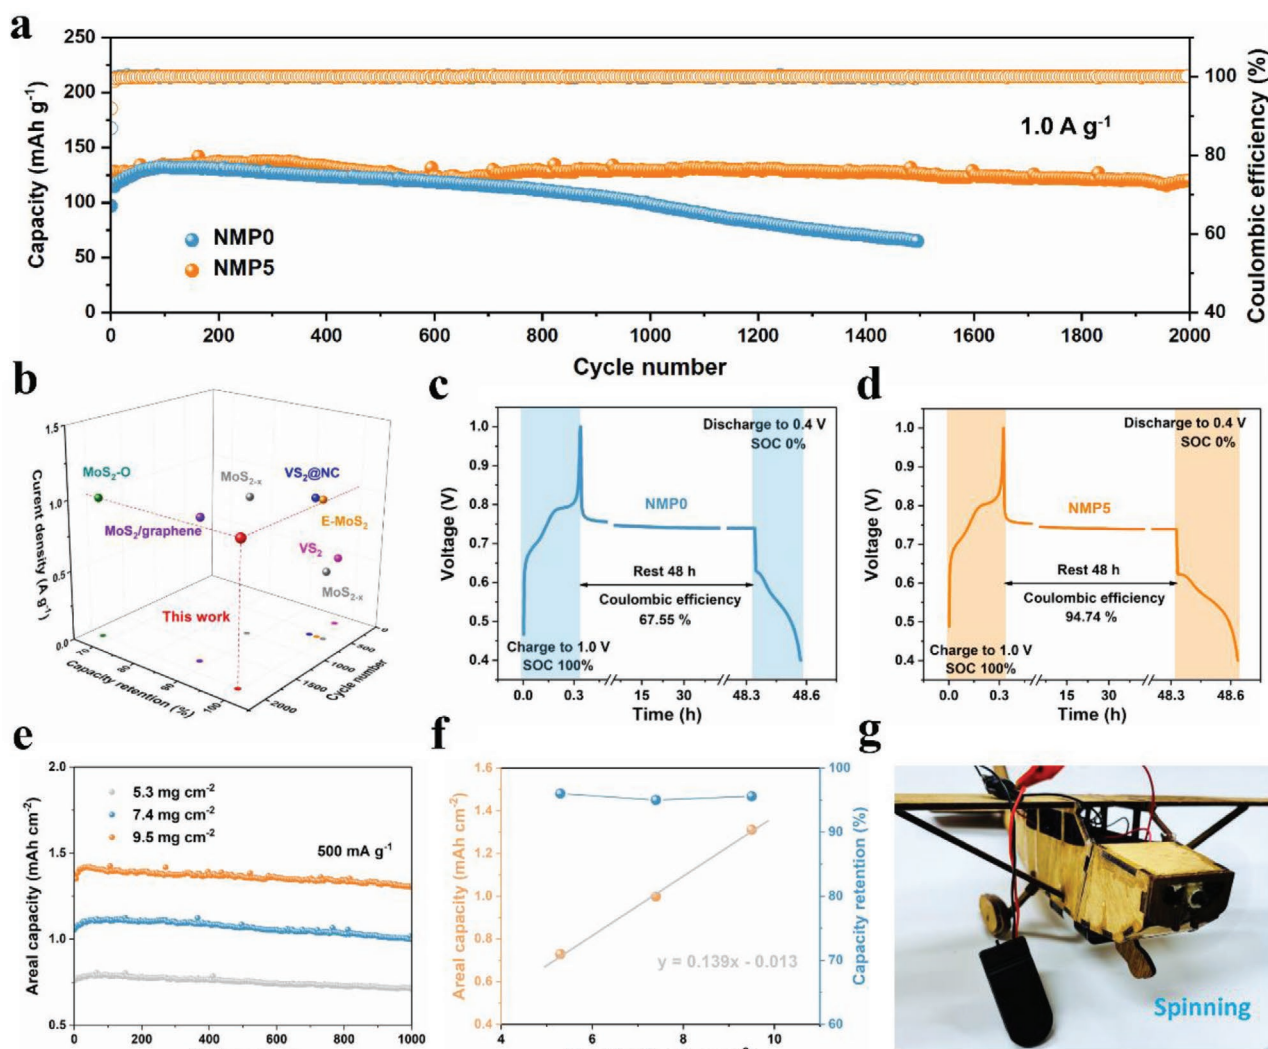 a
250
200
150
100
50
0
Capacity (mAh g⁻¹)
1.0 A g⁻¹
NMP0
NMP5
100
80
60
40
Coulombic efficiency (%)
0 200 400 600 800 1000 1200 1400 1600 1800 2000
Cycle number
b
1.5
1.0
0.5
0.0
Curent density (A g⁻¹)
MoS₂-O
MoS₂₋ₓ
VS₂@NC
MoS₂/graphene
E-MoS₂
VS₂
MoS₂₋ₓ
This work
70
100
Capacity retention (%)
0
500
1000
1500
2000
Cycle number
c
1.0
0.9
0.8
0.7
0.6
0.5
0.4
Voltage (V)
Discharge to 0.4 V
SOC 0%
NMP0
Rest 48 h
Coulombic efficiency
67.55 %
Charge to 1.0 V
SOC 100%
0.0 0.3 15 30 48.3 48.6
Time (h)
d
1.0
0.9
0.8
0.7
0.6
0.5
0.4
Voltage (V)
Discharge to 0.4 V
SOC 0%
NMP5
Rest 48 h
Coulombic efficiency
94.74 %
Charge to 1.0 V
SOC 100%
0.0 0.3 15 30 48.3 48.6
Time (h)
e
2.0
1.5
1.0
0.5
Areal capacity (mAh cm⁻²)
5.3 mg cm⁻²
7.4 mg cm⁻²
9.5 mg cm⁻²
500 mA g⁻¹
0 200 400 600 800 1000
f
1.6
1.4
1.2
1.0
0.8
0.6
0.4
Areal capacity (mAh cm⁻²)
y = 0.139x - 0.013
100
90
80
70
60
Capacity retention (%)
4 6 8 10
g
Spinning